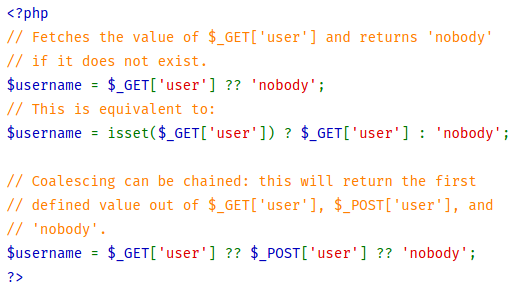 <?php
// Fetches the value of $_GET['user'] and returns 'nobody'
// if it does not exist.
$username = $_GET['user'] ?? 'nobody';
// This is equivalent to:
$username = isset($_GET['user']) ? $_GET['user'] : 'nobody';
// Coalescing can be chained: this will return the first
// defined value out of $_GET['user'], $_POST['user'], and
// 'nobody'.
$username = $_GET['user'] ?? $_POST['user'] ?? 'nobody';
?>